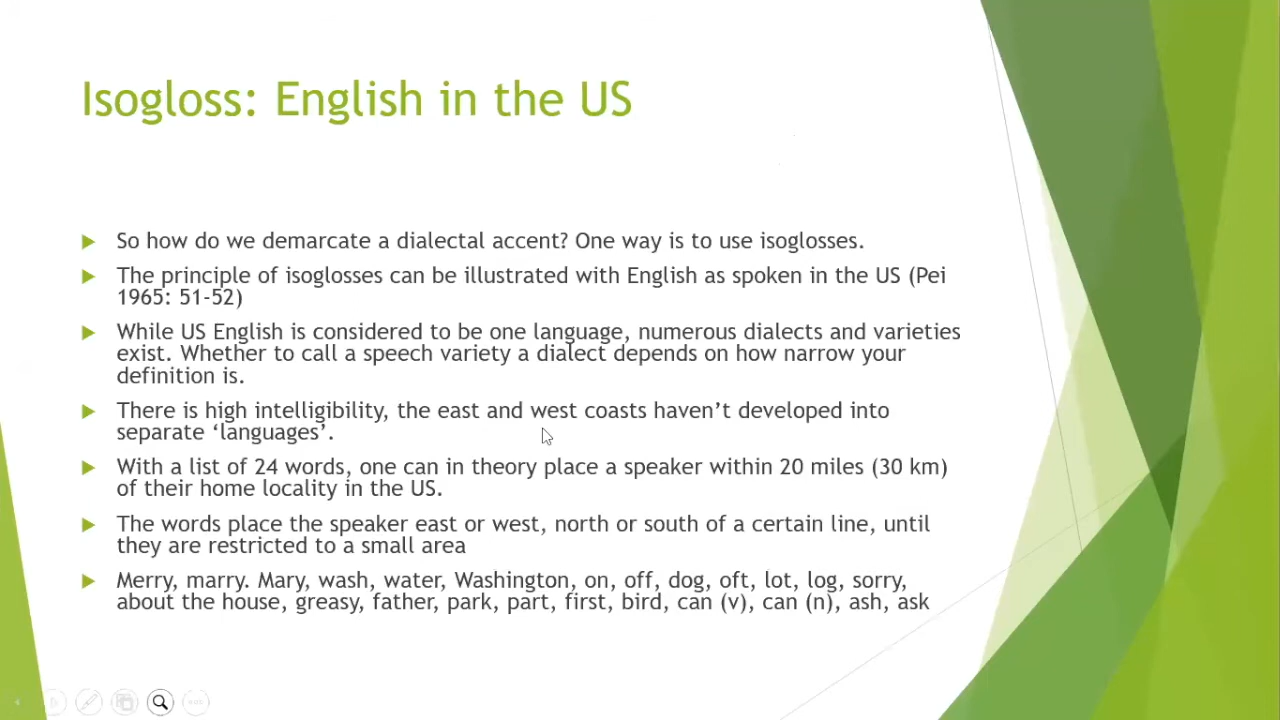 Isogloss: English in the US
So how do we demarcate a dialectal accent? One way is to use isoglosses.
The principle of isoglosses can be illustrated with English as spoken in the US (Pei
1965: 51-52)
While US English is considered to be one language, numerous dialects and varieties
exist. Whether to call a speech variety a dialect depends on how narrow your
definition is.
There is high intelligibility, the east and west coasts haven’t developed into
separate ‘languages’.
With a list of 24 words, one can in theory place a speaker within 20 miles (30 km)
of their home locality in the US.
The words place the speaker east or west, north or south of a certain line, until
they are restricted to a small area
Merry, marry. Mary, wash, water, Washington, on, off, dog, oft, lot, log, sorry,
about the house, greasy, father, park, part, first, bird, can (v), can (n), ash, ask